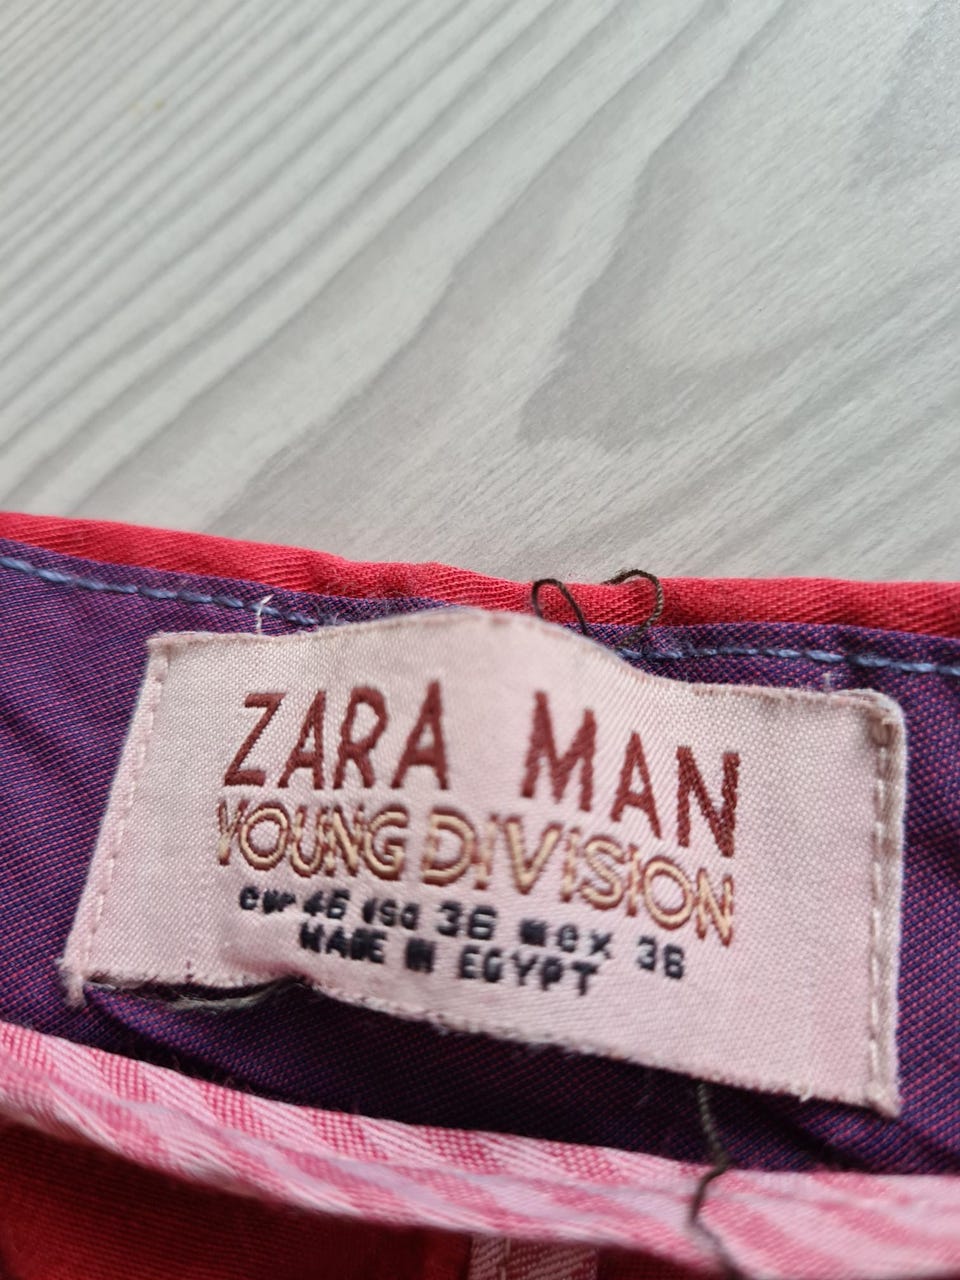 ZARA MAN
YOUNG DIVISION
eur 46 usa 36 mex 36
MADE IN EGYPT